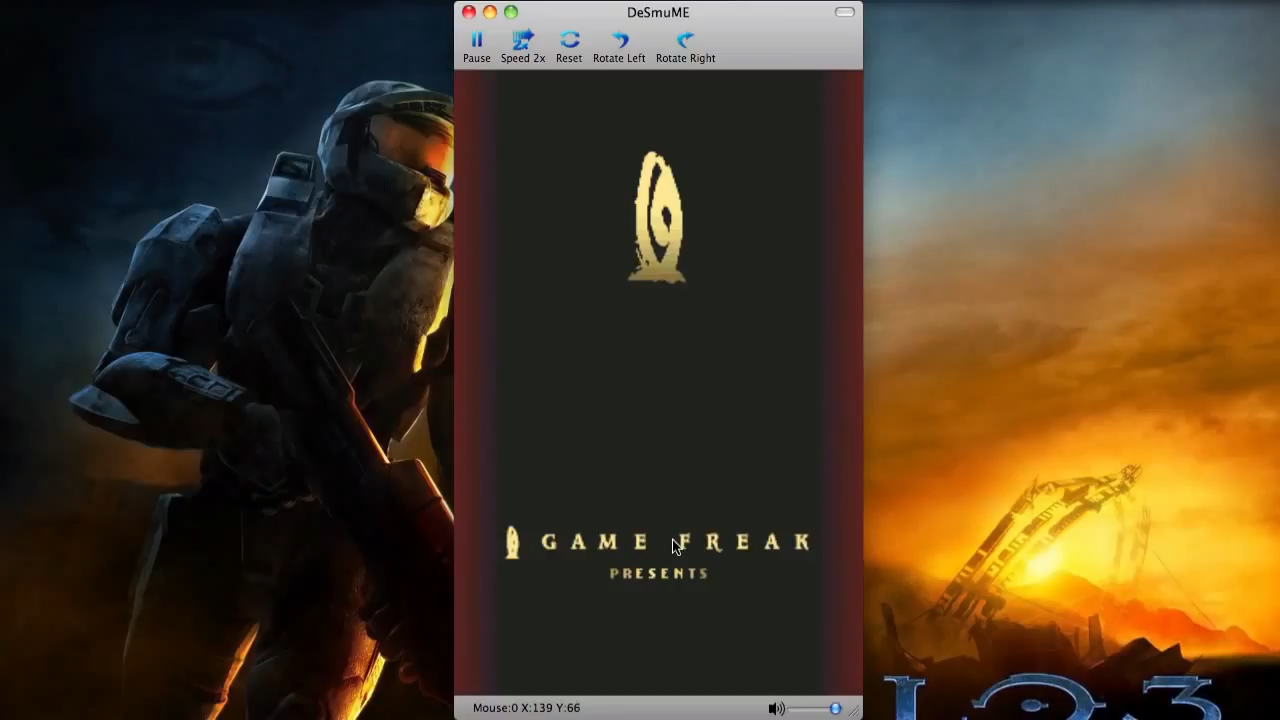 DeSmuME
Pause Speed 2x Reset Rotate Left Rotate Right
GAME FREAK
PRESENTS
Mouse:0 X:139 Y:66